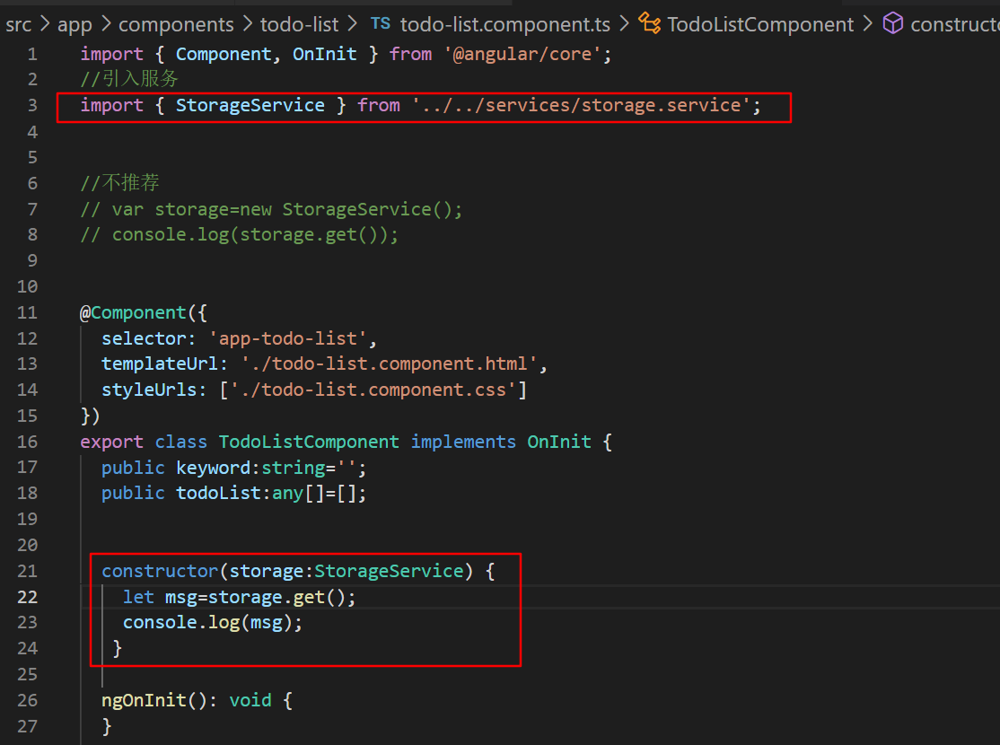 src > app > components > todo-list > TS todo-list.component.ts > TodoListComponent > constructo
1 import { Component, OnInit } from '@angular/core';
2 //引入服务
3 import { StorageService } from '../../services/storage.service';
4
5
6 //不推荐
7 // var storage=new StorageService();
8 // console.log(storage.get());
9
10
11 @Component({
12 selector: 'app-todo-list',
13 templateUrl: './todo-list.component.html',
14 styleUrls: ['./todo-list.component.css']
15 })
16 export class TodoListComponent implements OnInit {
17 public keyword:string='';
18 public todoList:any[]=[];
19
20
21 constructor(storage:StorageService) {
22 let msg=storage.get();
23 console.log(msg);
24 }
25
26 ngOnInit(): void {
27 }